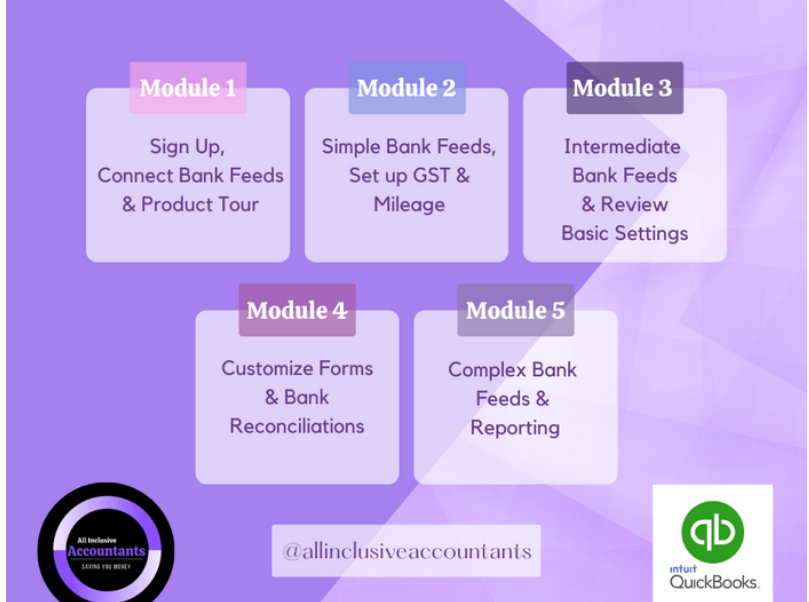 Module 1
Sign Up,
Connect Bank Feeds
& Product Tour
Module 2
Simple Bank Feeds,
Set up GST &
Mileage
Module 3
Intermediate
Bank Feeds
& Review
Basic Settings
Module 4
Customize Forms
& Bank
Reconciliations
Module 5
Complex Bank
Feeds &
Reporting
All Inclusive
Accountants
SAVING YOU MONEY
@allinclusiveaccountants
qb
intuit
QuickBooks.